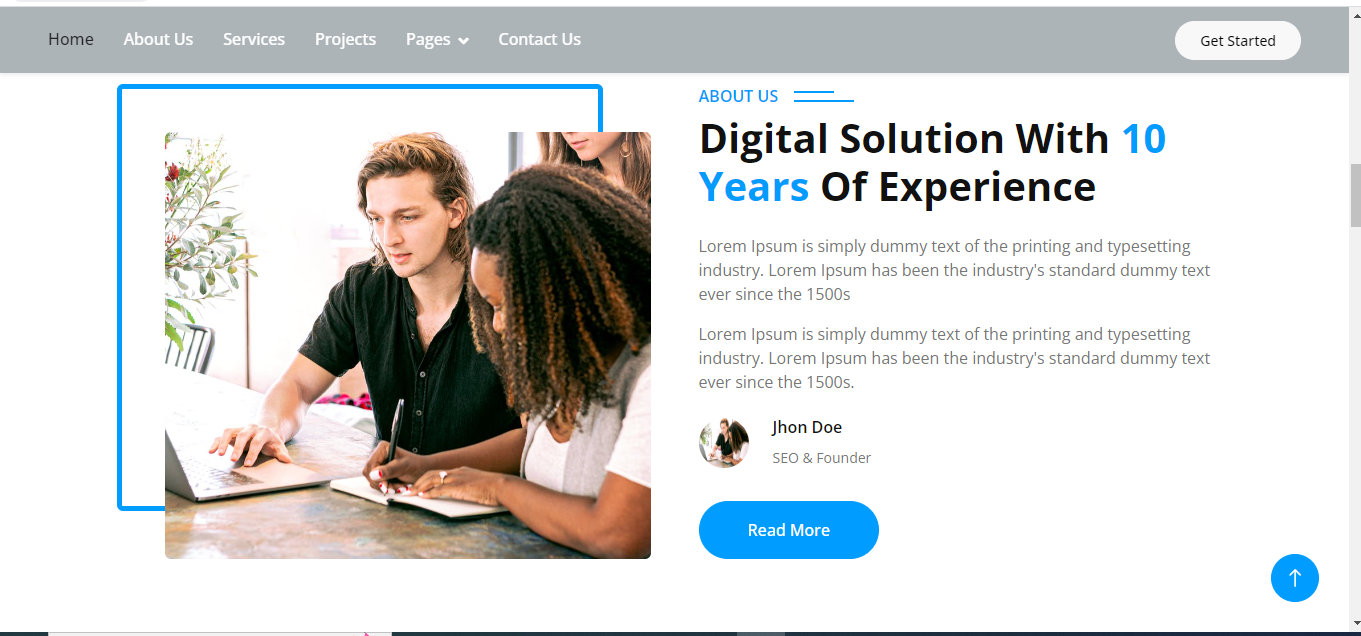 Home About Us Services Projects Pages Contact Us Get Started
ABOUT US
Digital Solution With 10
Years Of Experience
Lorem Ipsum is simply dummy text of the printing and typesetting
industry. Lorem Ipsum has been the industry's standard dummy text
ever since the 1500s
Lorem Ipsum is simply dummy text of the printing and typesetting
industry. Lorem Ipsum has been the industry's standard dummy text
ever since the 1500s.
Jhon Doe
SEO & Founder
Read More